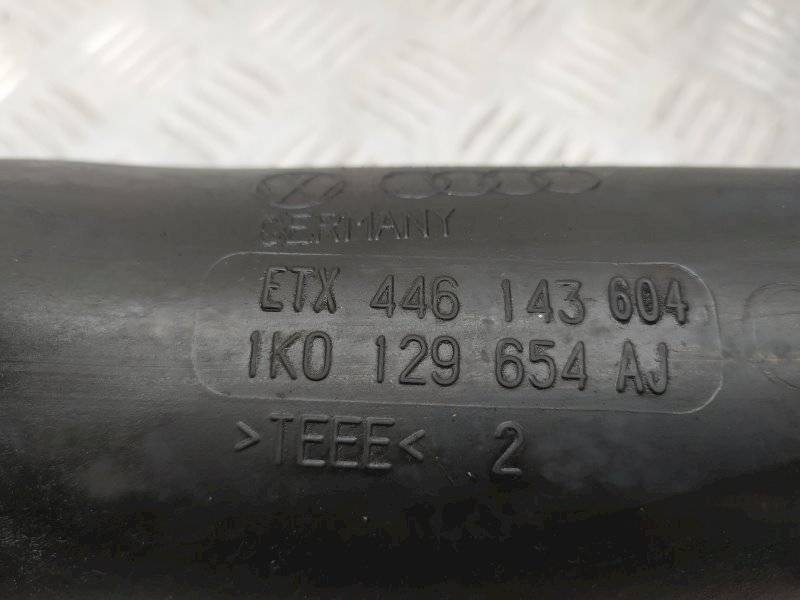 GERMANY
ETX 446 143 604
1K0 129 654 AJ
>TEEE< 2